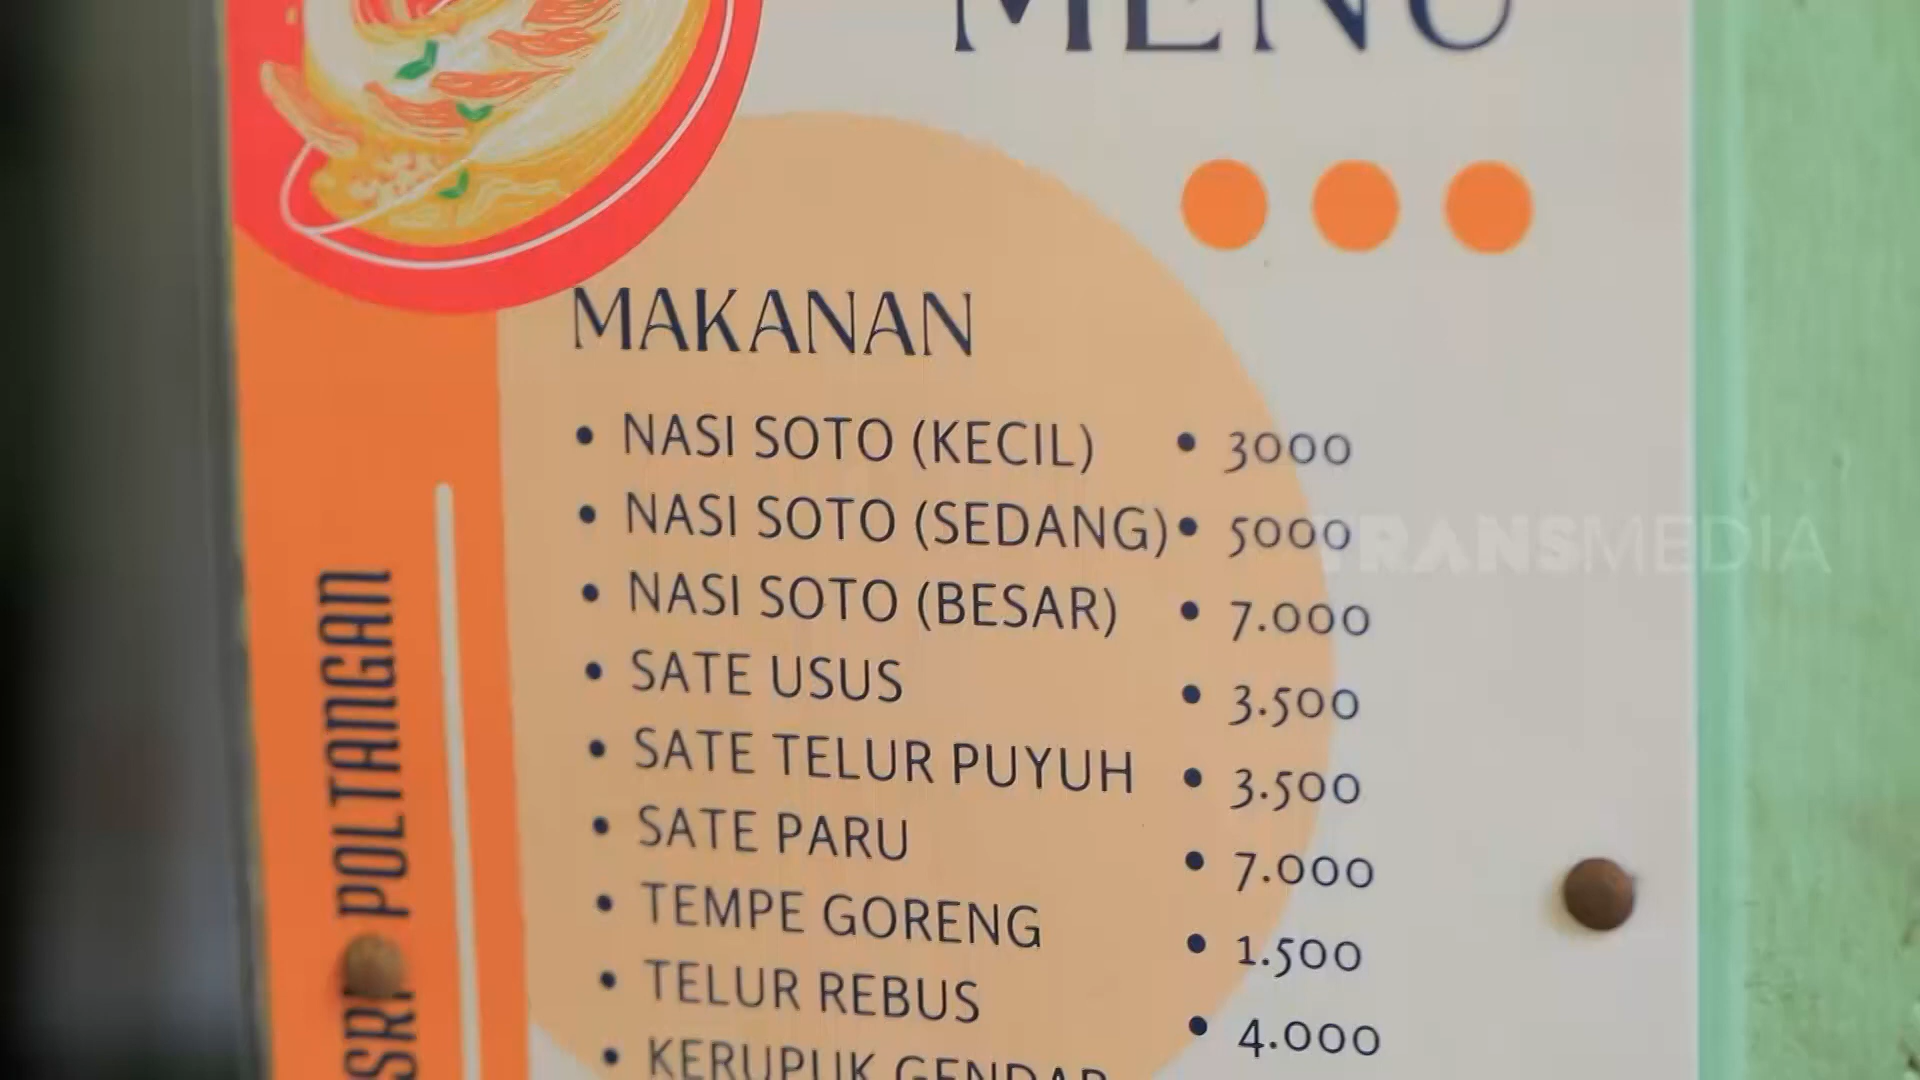 MENU
MAKANAN
• NASI SOTO (KECIL) • 3000
• NASI SOTO (SEDANG) • 5000
• NASI SOTO (BESAR) • 7.000
• SATE USUS • 3.500
• SATE TELUR PUYUH • 3.500
• SATE PARU • 7.000
• TEMPE GORENG • 1.500
• TELUR REBUS • 4.000
• KERUPUK GENDAR
POLTANGAN
TRANSMEDIA